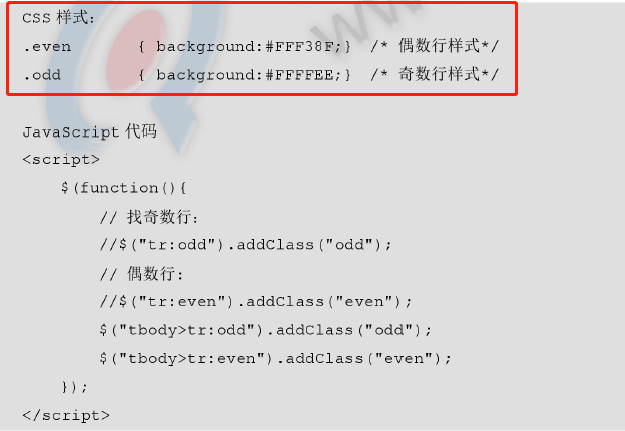 CSS 样式:
.even { background:#FFF38F;} /* 偶数行样式*/
.odd { background:#FFFFEE;} /* 奇数行样式*/
JavaScript 代码
<script>
$(function(){
// 找奇数行:
//$("tr:odd").addClass("odd");
// 偶数行:
//$("tr:even").addClass("even");
$("tbody>tr:odd").addClass("odd");
$("tbody>tr:even").addClass("even");
});
</script>